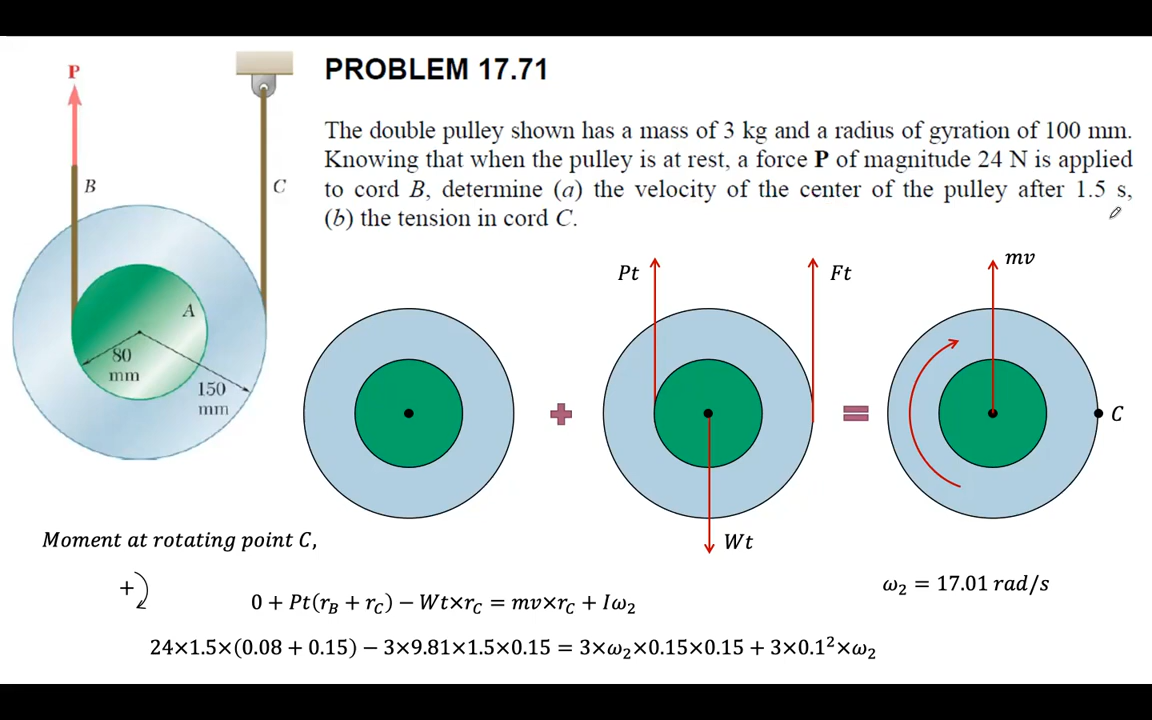 PROBLEM 17.71
The double pulley shown has a mass of 3 kg and a radius of gyration of 100 mm.
Knowing that when the pulley is at rest, a force P of magnitude 24 N is applied
to cord B, determine (a) the velocity of the center of the pulley after 1.5 s,
(b) the tension in cord C.
P
B
C
A
80
mm
150
mm
Pt
Ft
Wt
mv
C
Moment at rotating point C,
+
0 + Pt(r_B + r_C) − Wt×r_C = mv×r_C + Iω₂
24×1.5×(0.08 + 0.15) − 3×9.81×1.5×0.15 = 3×ω₂×0.15×0.15 + 3×0.1²×ω₂
ω₂ = 17.01 rad/s